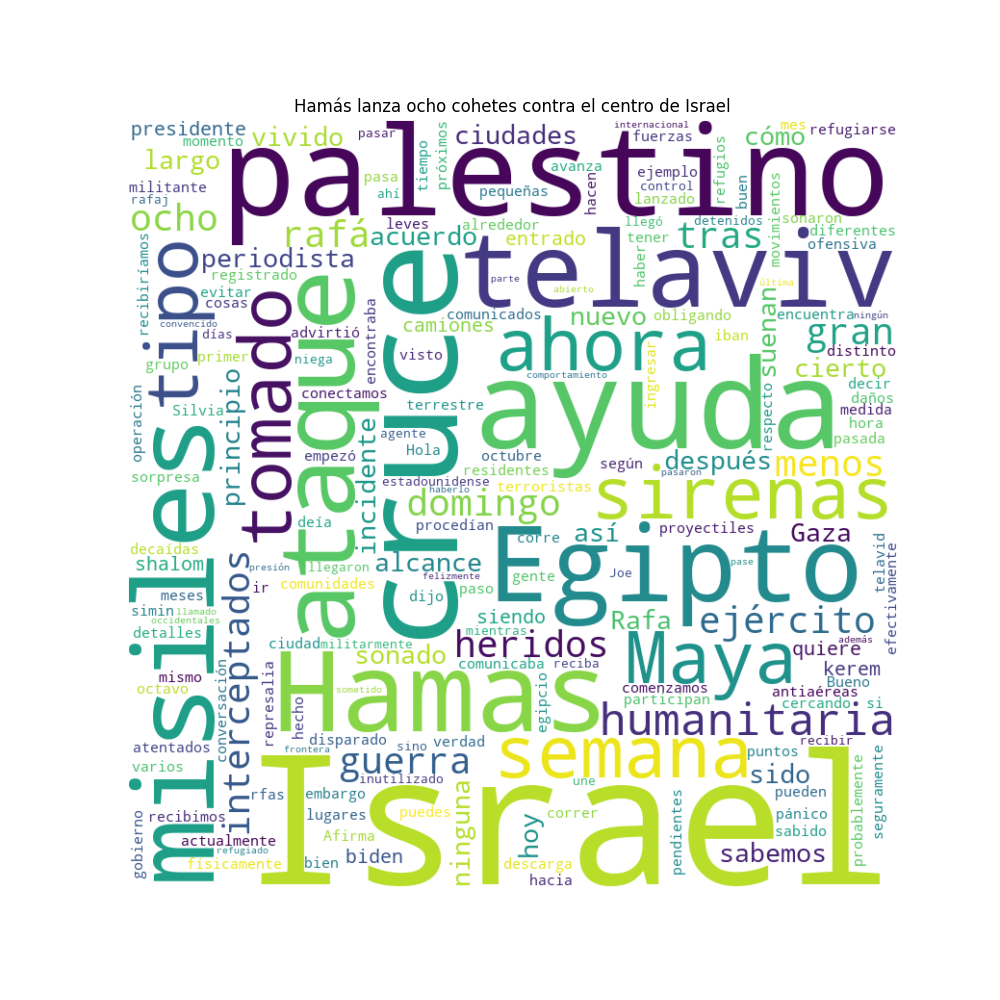 Hamás lanza ocho cohetes contra el centro de Israel
internacional
mes
presidente
momento
vivido
pasar
ciudades
fuerzas
cómo
refugiarse
largo
palestino
pasa
tiempo
próximos
avanza
ejemplo
refugios
militante
ahí
pequeñas
hacen
control
buen
rafaj
lanzado
ocho
rafá
leves
alrededor
llegó
detenidos
movimientos
sonaron
diferentes
acuerdo
entrado
tener
tras
ofensiva
recibiríamos
misiles
tipo
periodista
cruce
telaviv
haber
registrado
ataque
parte
abierto
última
evitar
tomado
cosas
encontraba
comunicados
nuevo
obligando
suenan
encuentra
ningún
convencido
días
advirtió
camiones
ahora
iban
gran
grupo
primer
niega
visto
distinto
cierto
conectamos
comportamiento
ingresar
ayuda
respecto
decir
daños
operación
Silvia
principio
terrestre
medida
hora
incidente
agente
Hola
octubre
según
después
menos
pasada
empezó
residentes
pasaron
sorpresa
estadounidense
haberlo
terroristas
sirenas
domingo
deía
procedían
corre
así
proyectiles
Gaza
telavid
efectivamente
decaídas
interceptados
shalom
presión
llegaron
alcance
gente
Egipto
pase
meses
ir
comunidades
felizmente
Joe
simin
llamado
dijo
paso
occidentales
siendo
Rafa
ejército
detalles
ciudad
militarmente
mientras
heridos
Maya
además
quiere
mismo
conversación
sonado
comunicaba
reciba
kerem
octavo
represalia
hecho
Hamas
sometido
egipcio
comenzamos
antiaéreas
Bueno
participan
cercando
si
atentados
frontera
disparado
sino
verdad
humanitaria
recibir
varios
guerra
inutilizado
semana
puntos
sido
probablemente
seguramente
rfas
embargo
une
pueden
gobierno
recibimos
lugares
puedes
correr
pendientes
pánico
actualmente
Afirma
ninguna
hoy
sabido
refugiado
bien
biden
sabemos
físicamente
descarga
hacia
Israel